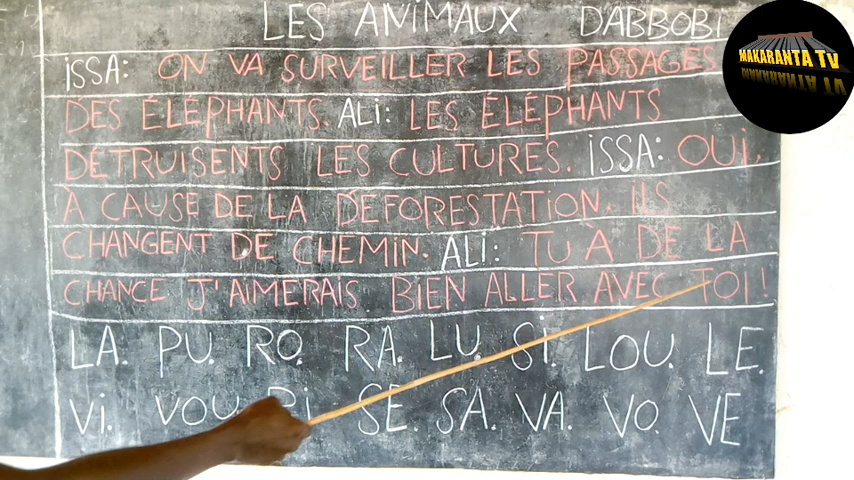 LES ANIMAUX DABBOBI
ISSA: ON VA SURVEILLER LES PASSAGES
DES ÉLÉPHANTS. ALI: LES ÉLÉPHANTS
DÉTRUISENTS LES CULTURES. ISSA: OUI,
À CAUSE DE LA DÉFORESTATION. ILS
CHANGENT DE CHEMIN. ALI: TU A DE LA
CHANCE J'AIMERAIS BIEN ALLER AVEC TOI!
LA. PU. RO. RA. LU. Si. LOU. LE.
Vi. VOU. SE. SA. VA. VO. VE
MAKARANTA TV